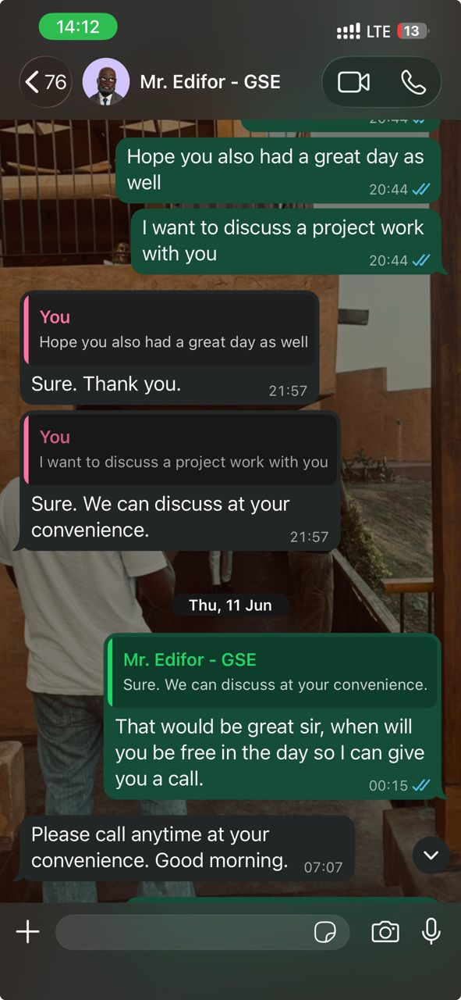 14:12
LTE 13
76
Mr. Edifor - GSE
20:44
Hope you also had a great day as
well
20:44
I want to discuss a project work
with you
20:44
You
Hope you also had a great day as well
Sure. Thank you.
21:57
You
I want to discuss a project work with you
Sure. We can discuss at your
convenience.
21:57
Thu, 11 Jun
Mr. Edifor - GSE
Sure. We can discuss at your convenience.
That would be great sir, when will
you be free in the day so I can give
you a call.
00:15
Please call anytime at your
convenience. Good morning.
07:07